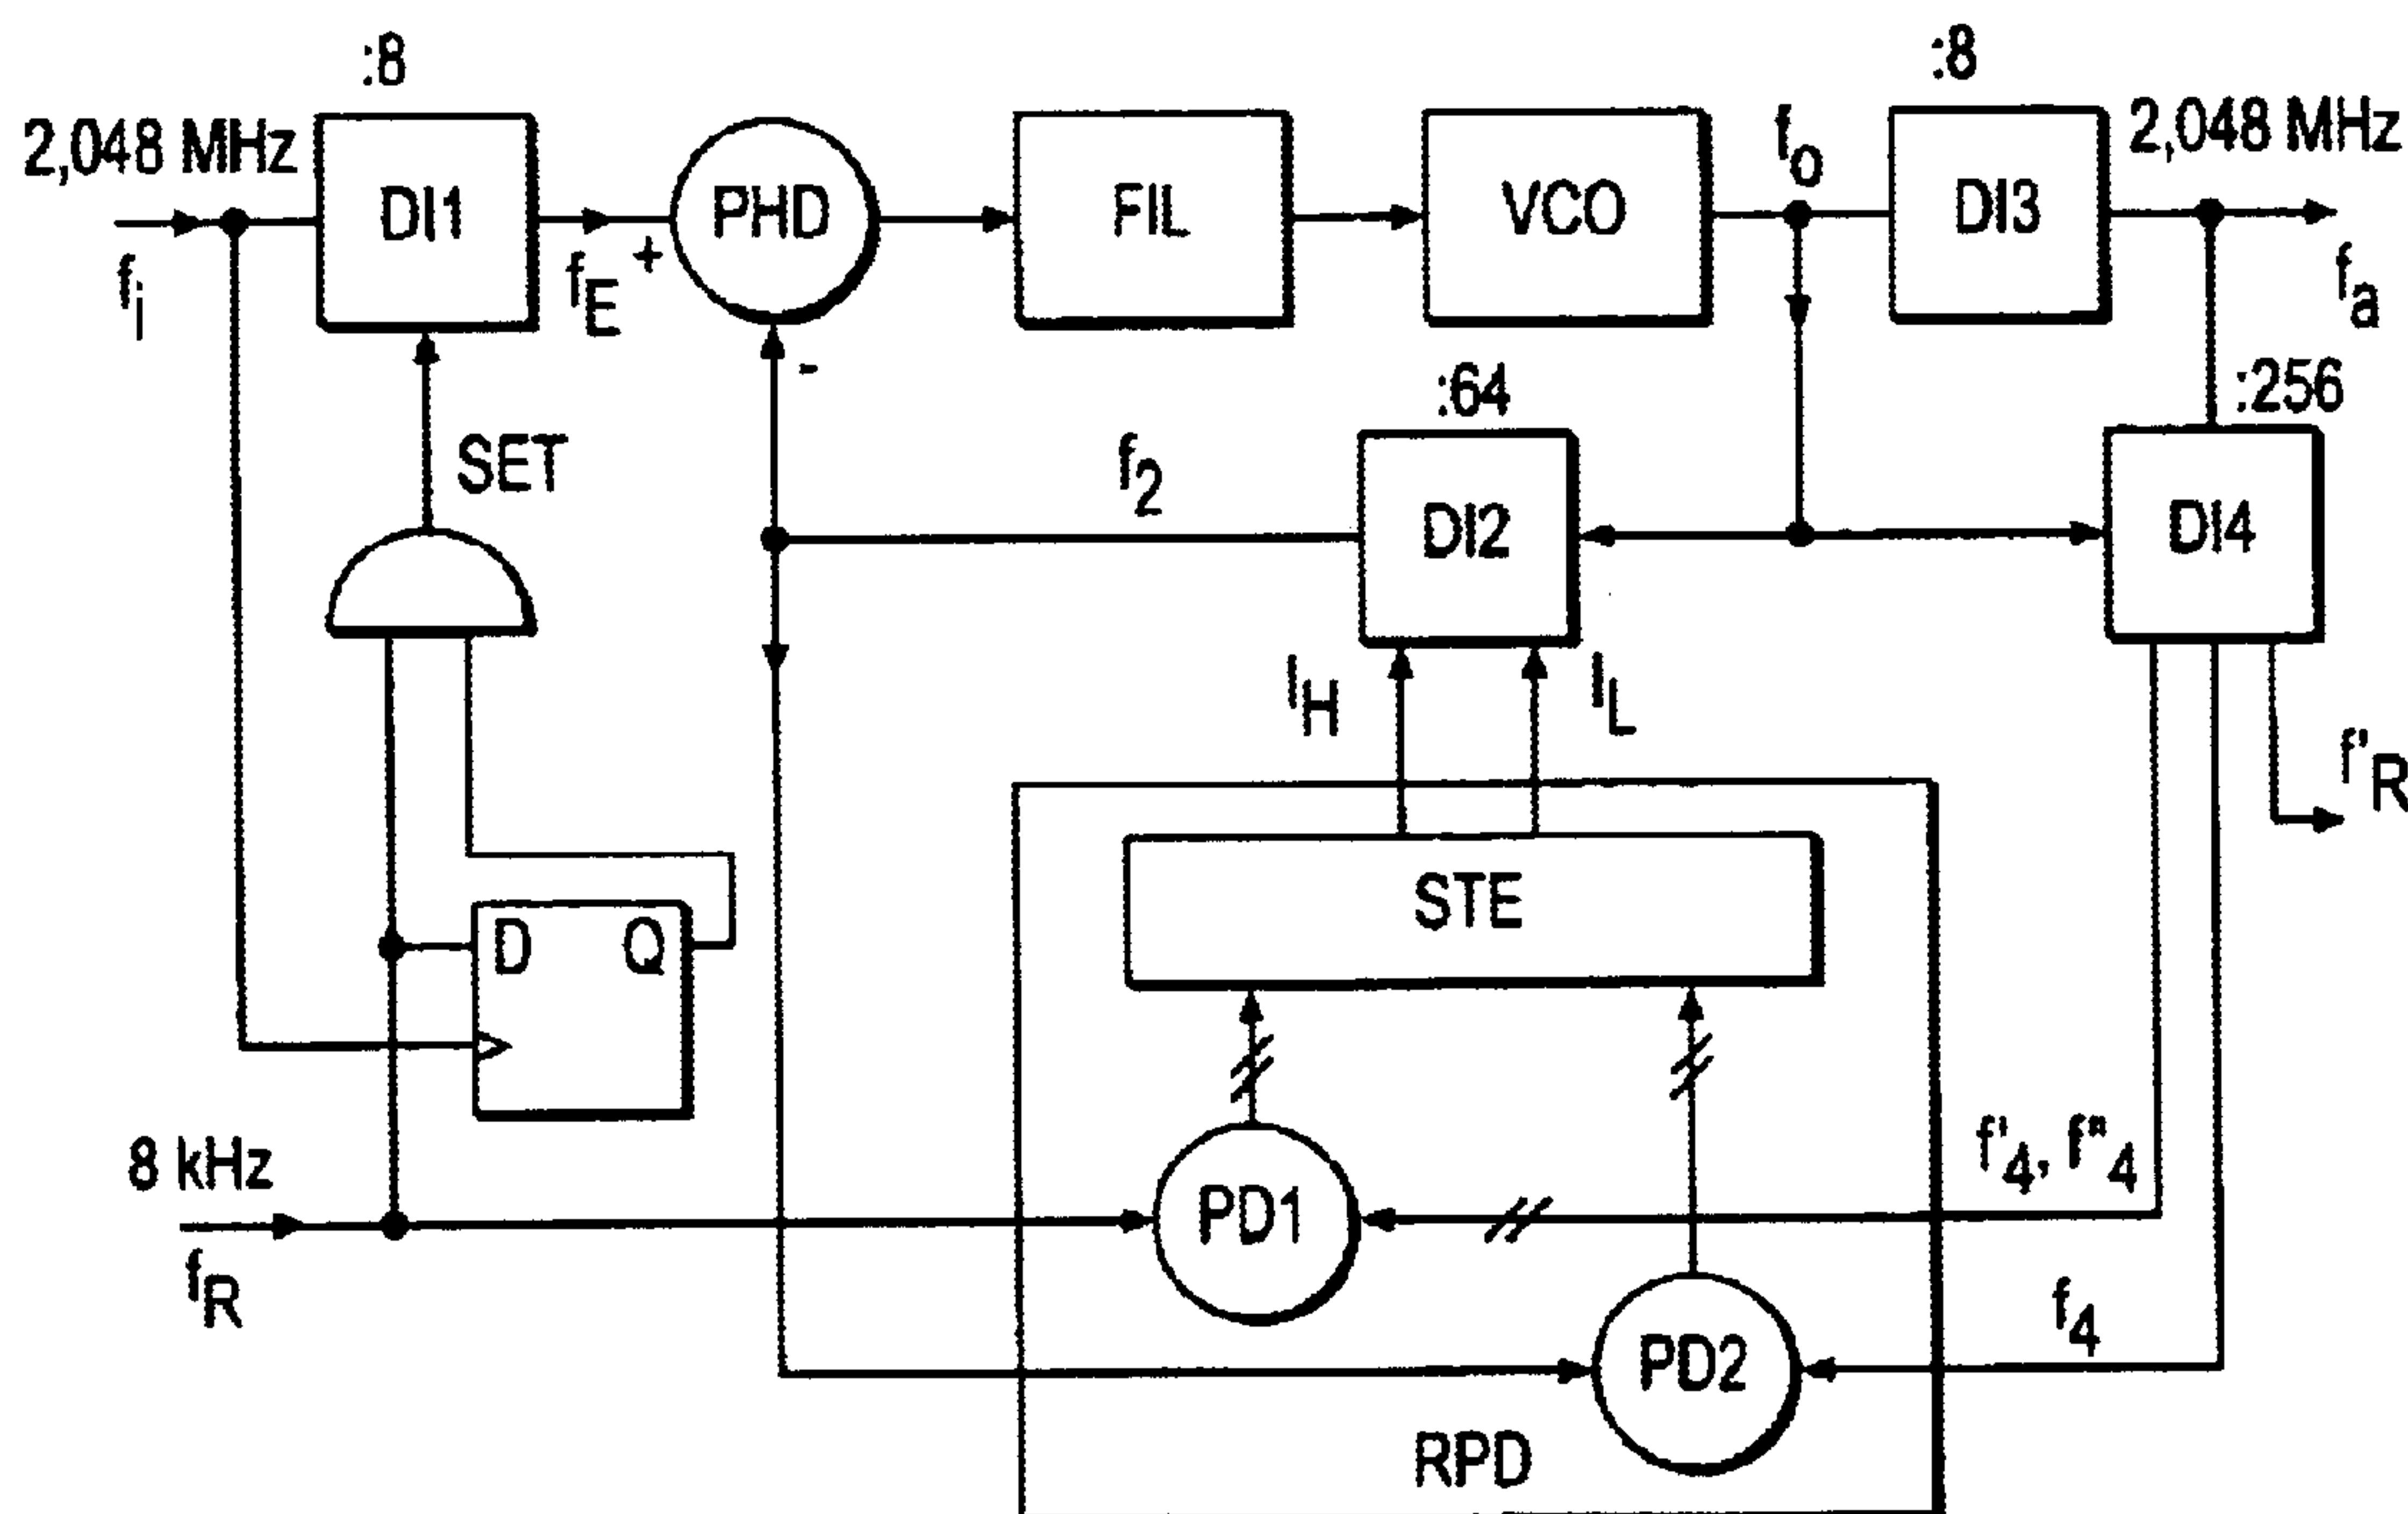 :8
:8
2,048 MHz
DI1
PHD
FIL
VCO
fo
DI3
2,048 MHz
fi
fE
+
fa
-
:64
:256
SET
f2
DI2
DI4
IH
IL
f'R
STE
D
Q
8 kHz
fR
PD1
f'4, f"4
PD2
f4
RPD